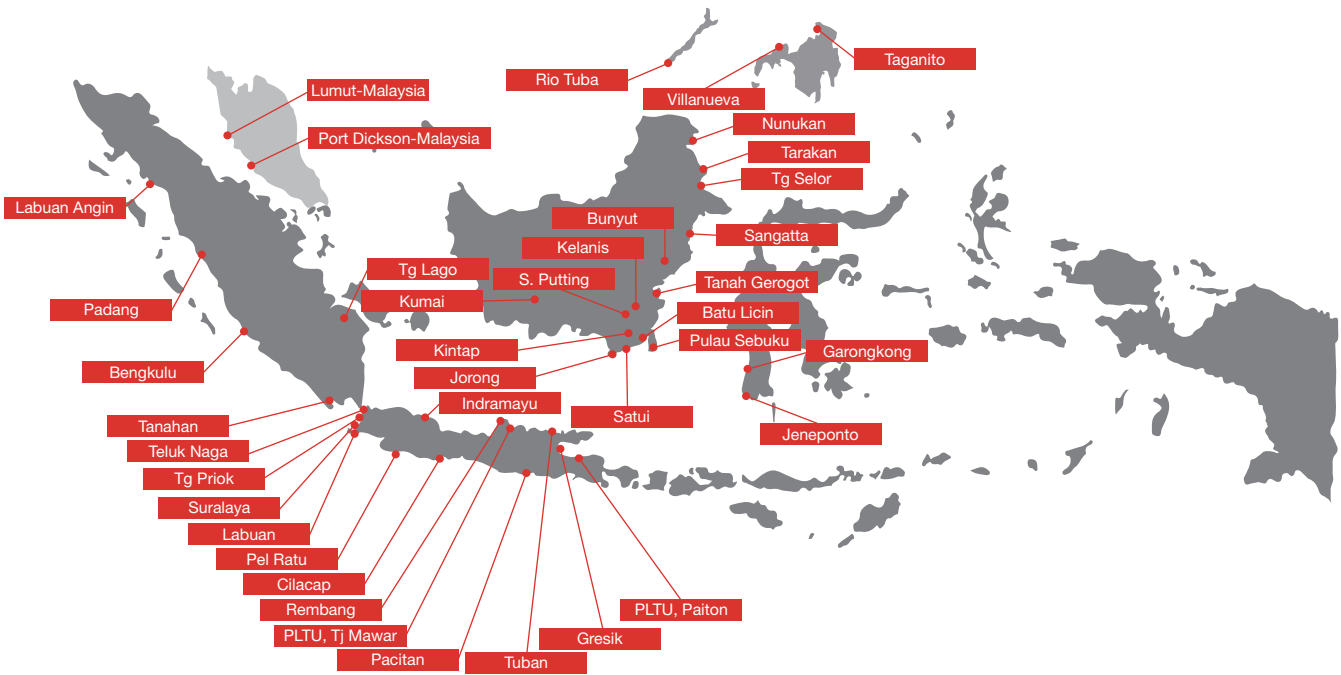 Taganito
Rio Tuba
Lumut-Malaysia
Villanueva
Nunukan
Port Dickson-Malaysia
Tarakan
Tg Selor
Labuan Angin
Bunyut
Sangatta
Kelanis
Tg Lago
S. Putting
Tanah Gerogot
Kumai
Padang
Batu Licin
Pulau Sebuku
Kintap
Garongkong
Bengkulu
Jorong
Indramayu
Satui
Tanahan
Jeneponto
Teluk Naga
Tg Priok
Suralaya
Labuan
Pel Ratu
Cilacap
Rembang
PLTU, Paiton
PLTU, Tj Mawar
Gresik
Pacitan
Tuban